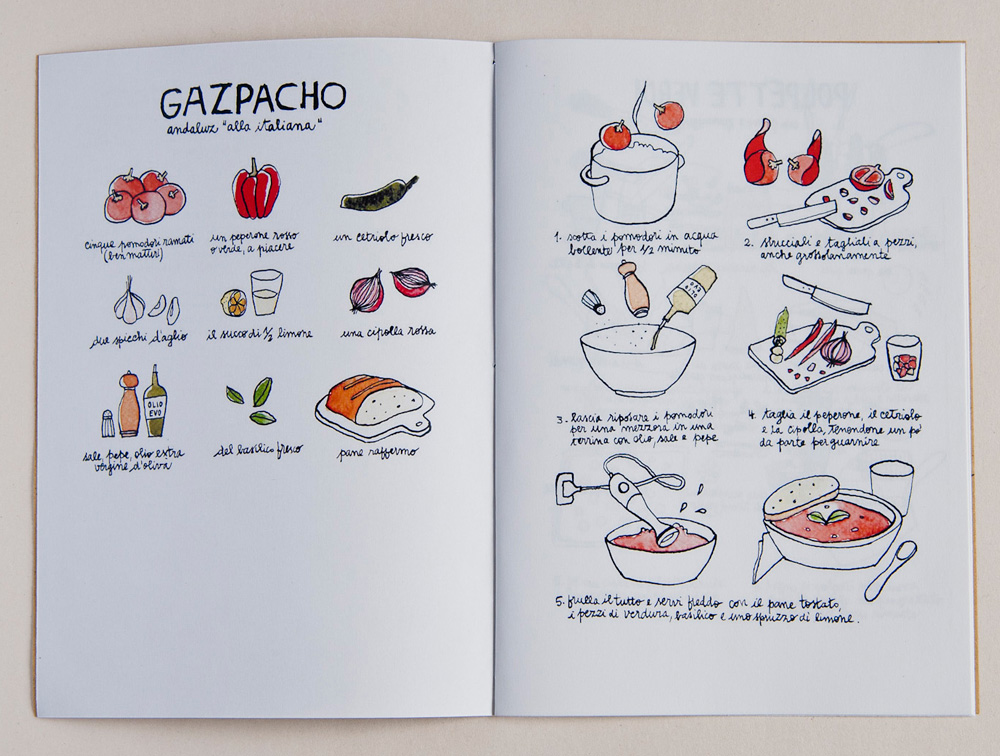 GAZPACHO
andaluz "alla italiana"
cinque pomodori ramati
(ben maturi)
un peperone rosso
o verde, a piacere
un cetriolo fresco
due spicchi d'aglio
il succo di ½ limone
una cipolla rossa
OLIO
EVO
sale, pepe, olio extra
vergine d'oliva
del basilico fresco
pane raffermo
1. scotta i pomodori in acqua
bollente per 1/2 minuto
2. sbucciali e tagliali a pezzi,
anche grossolanamente
3. lascia riposare i pomodori
per una mezzora in una
terrina con olio, sale e pepe
4. taglia il peperone, il cetriolo
e la cipolla, tenendone un po'
da parte per guarnire
5. frulla il tutto e servi freddo con il pane tostato,
i pezzi di verdura, basilico e uno spruzzo di limone.